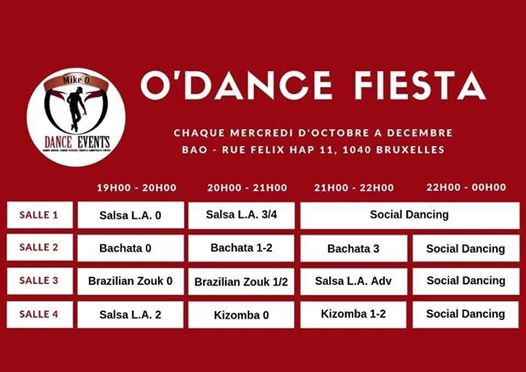 Mike O.
DANCE EVENTS
O'DANCE FIESTA
CHAQUE MERCREDI D'OCTOBRE A DECEMBRE
BAO - RUE FELIX HAP 11, 1040 BRUXELLES
19H00 - 20H00 20H00 - 21H00 21H00 - 22H00 22H00 - 00H00
SALLE 1 Salsa L.A. 0 Salsa L.A. 3/4 Social Dancing
SALLE 2 Bachata 0 Bachata 1-2 Bachata 3 Social Dancing
SALLE 3 Brazilian Zouk 0 Brazilian Zouk 1/2 Salsa L.A. Adv Social Dancing
SALLE 4 Salsa L.A. 2 Kizomba 0 Kizomba 1-2 Social Dancing